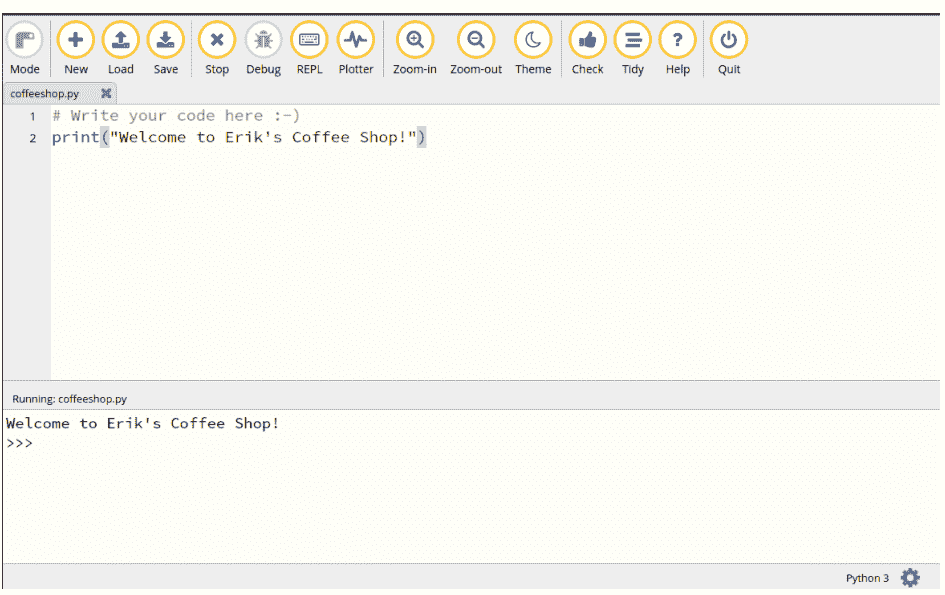 Mode New Load Save Stop Debug REPL Plotter Zoom-in Zoom-out Theme Check Tidy Help Quit
coffeeshop.py
1 # Write your code here :-)
2 print("Welcome to Erik's Coffee Shop!")
Running: coffeeshop.py
Welcome to Erik's Coffee Shop!
>>>
Python 3